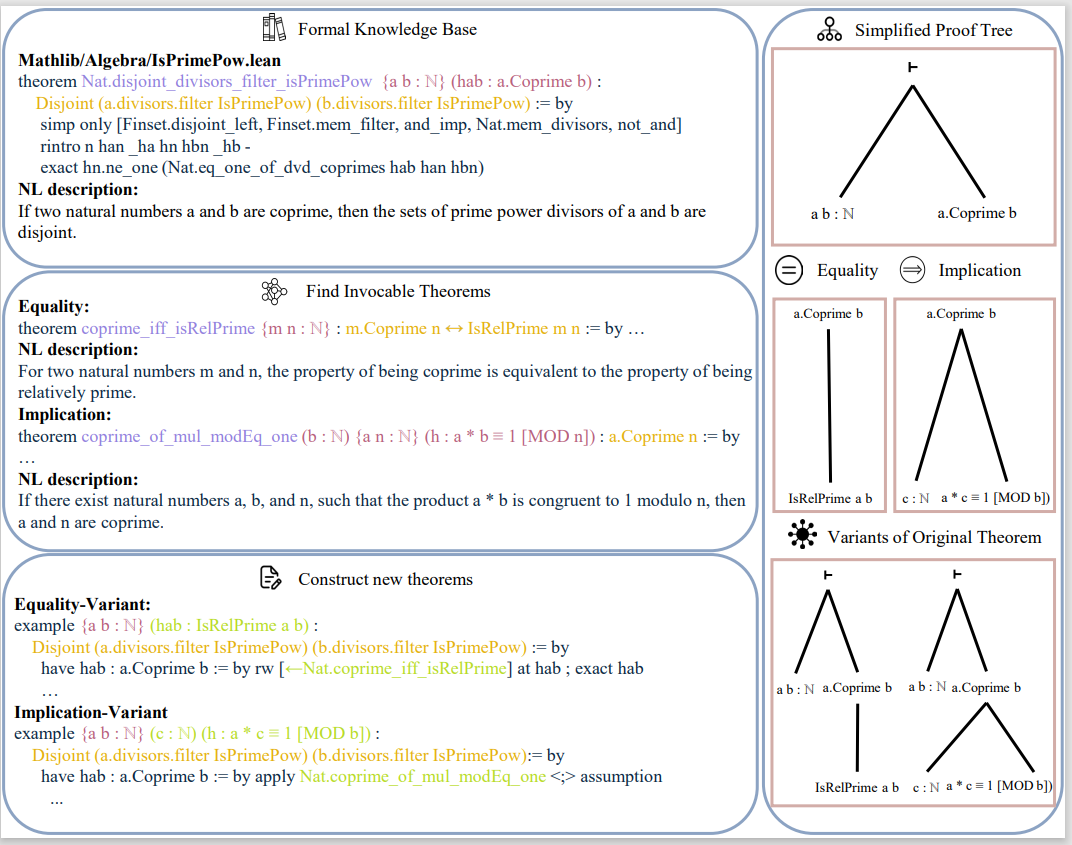 Formal Knowledge Base
Mathlib/Algebra/IsPrimePow.lean
theorem Nat.disjoint_divisors_filter_isPrimePow {a b : ℕ} (hab : a.Coprime b) :
Disjoint (a.divisors.filter IsPrimePow) (b.divisors.filter IsPrimePow) := by
simp only [Finset.disjoint_left, Finset.mem_filter, and_imp, Nat.mem_divisors, not_and]
rintro n han _ha hn hbn _hb -
exact hn.ne_one (Nat.eq_one_of_dvd_coprimes hab han hbn)
NL description:
If two natural numbers a and b are coprime, then the sets of prime power divisors of a and b are
disjoint.
Find Invocable Theorems
Equality:
theorem coprime_iff_isRelPrime {m n : ℕ} : m.Coprime n ↔ IsRelPrime m n := by …
NL description:
For two natural numbers m and n, the property of being coprime is equivalent to the property of being
relatively prime.
Implication:
theorem coprime_of_mul_modEq_one (b : ℕ) {a n : ℕ} (h : a * b ≡ 1 [MOD n]) : a.Coprime n := by
…
NL description:
If there exist natural numbers a, b, and n, such that the product a * b is congruent to 1 modulo n, then
a and n are coprime.
Construct new theorems
Equality-Variant:
example {a b : ℕ} (hab : IsRelPrime a b) :
Disjoint (a.divisors.filter IsPrimePow) (b.divisors.filter IsPrimePow) := by
have hab : a.Coprime b := by rw [←Nat.coprime_iff_isRelPrime] at hab ; exact hab
…
Implication-Variant
example {a b : ℕ} (c : ℕ) (h : a * c ≡ 1 [MOD b]) :
Disjoint (a.divisors.filter IsPrimePow) (b.divisors.filter IsPrimePow):= by
have hab : a.Coprime b := by apply Nat.coprime_of_mul_modEq_one <;> assumption
...
Simplified Proof Tree
⊢
a b : ℕ a.Coprime b
Equality Implication
a.Coprime b a.Coprime b
IsRelPrime a b c : ℕ a * c ≡ 1 [MOD b])
Variants of Original Theorem
⊢ ⊢
a b : ℕ a.Coprime b a b : ℕ a.Coprime b
IsRelPrime a b c : ℕ a * c ≡ 1 [MOD b])